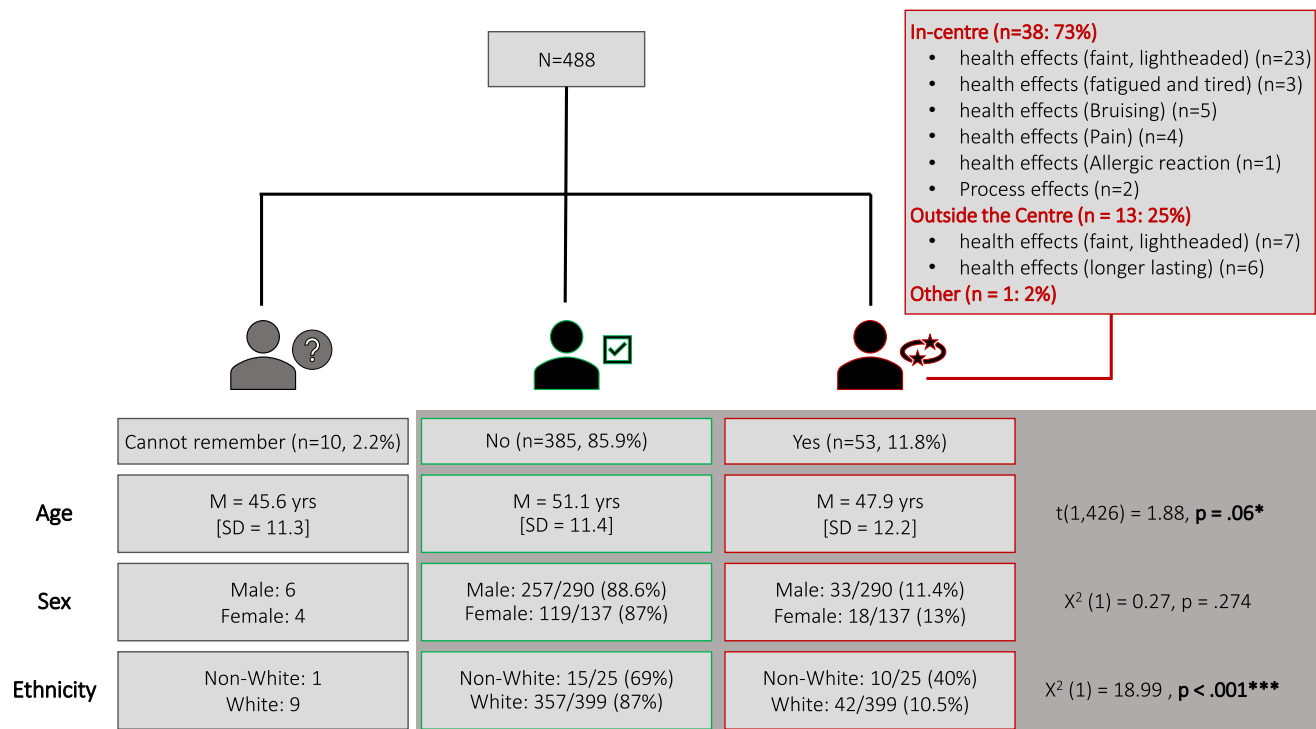 N=488
In-centre (n=38: 73%)
• health effects (faint, lightheaded) (n=23)
• health effects (fatigued and tired) (n=3)
• health effects (Bruising) (n=5)
• health effects (Pain) (n=4)
• health effects (Allergic reaction (n=1)
• Process effects (n=2)
Outside the Centre (n = 13: 25%)
• health effects (faint, lightheaded) (n=7)
• health effects (longer lasting) (n=6)
Other (n = 1: 2%)
?
Cannot remember (n=10, 2.2%)
No (n=385, 85.9%)
Yes (n=53, 11.8%)
Age
M = 45.6 yrs
[SD = 11.3]
M = 51.1 yrs
[SD = 11.4]
M = 47.9 yrs
[SD = 12.2]
t(1,426) = 1.88, p = .06*
Sex
Male: 6
Female: 4
Male: 257/290 (88.6%)
Female: 119/137 (87%)
Male: 33/290 (11.4%)
Female: 18/137 (13%)
X² (1) = 0.27, p = .274
Ethnicity
Non-White: 1
White: 9
Non-White: 15/25 (69%)
White: 357/399 (87%)
Non-White: 10/25 (40%)
White: 42/399 (10.5%)
X² (1) = 18.99 , p < .001***